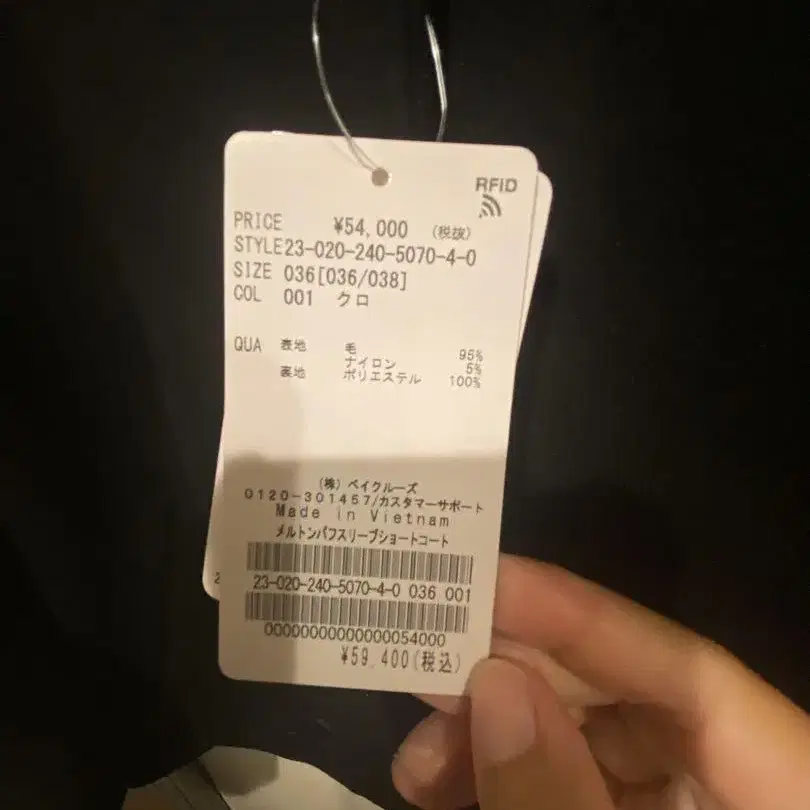 RFID
PRICE ¥54,000 (税抜)
STYLE23-020-240-5070-4-0
SIZE 036[036/038]
COL 001 クロ
QUA 表地 毛 95%
ナイロン 5%
裏地 ポリエステル 100%
(株) ベイクルーズ
0120-301457/カスタマーサポート
Made in Vietnam
メルトンパフスリーブショートコート
23-020-240-5070-4-0 036 001
00000000000000054000
¥59,400(税込)
2